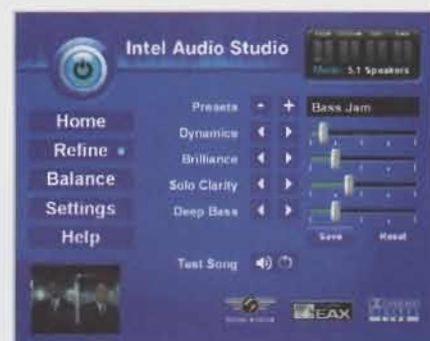 Intel Audio Studio
Mode: 5.1 Speakers
Home
Refine
Balance
Settings
Help
Presets
Bass Jam
Dynamics
Brilliance
Solo Clarity
Deep Bass
Save
Reset
Test Song
EAX